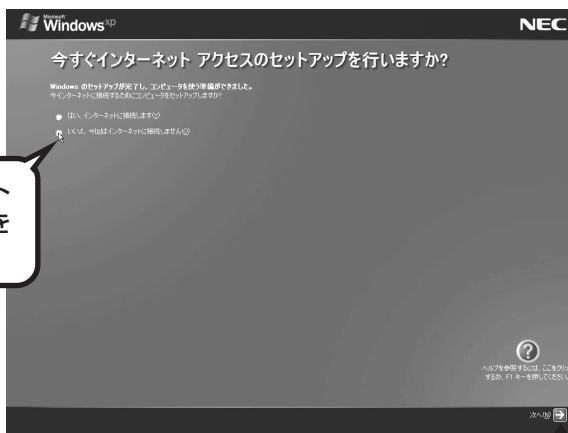 Microsoft
Windows xp
NEC
今すぐインターネット アクセスのセットアップを行いますか?
Windows のセットアップが完了し、コンピュータを使う準備ができました。
今インターネットに接続するためにコンピュータをセットアップしますか?
はい、インターネットに接続します(Y)
いいえ、今回はインターネットに接続しません(O)
ト
を
?
ヘルプを参照するには、ここをクリッ
するか、F1 キーを押してください。
次へ(N)